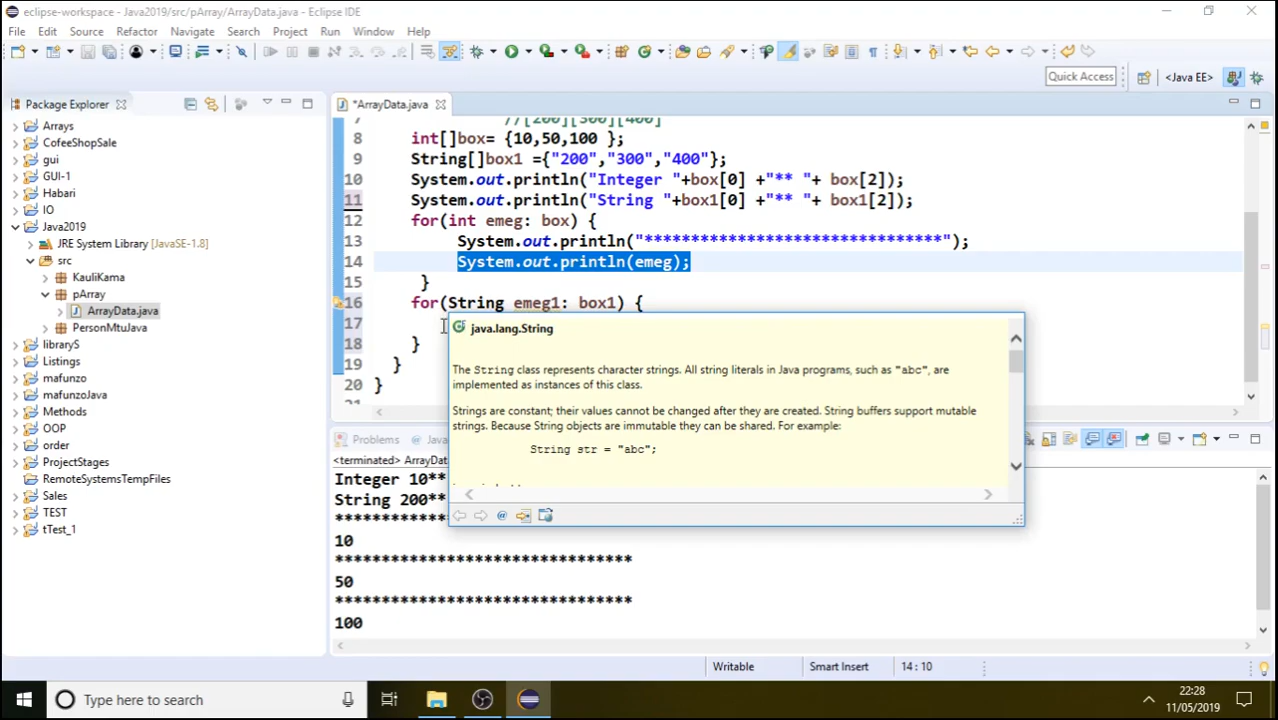 eclipse-workspace - Java2019/src/pArray/ArrayData.java - Eclipse IDE
File Edit Source Refactor Navigate Search Project Run Window Help
Quick Access
<Java EE>
Package Explorer
*ArrayData.java
Arrays
CofeeShopSale
gui
GUI-1
Habari
IO
Java2019
JRE System Library [JavaSE-1.8]
src
KauliKama
pArray
ArrayData.java
PersonMtuJava
libraryS
Listings
mafunzo
mafunzoJava
Methods
OOP
order
ProjectStages
RemoteSystemsTempFiles
Sales
TEST
tTest_1
7 //[200][300][400]
8 int[]box= {10,50,100 };
9 String[]box1 ={"200","300","400"};
10 System.out.println("Integer "+box[0] +"** "+ box[2]);
11 System.out.println("String "+box1[0] +"** "+ box1[2]);
12 for(int emeg: box) {
13 System.out.println("********************************");
14 System.out.println(emeg);
15 }
16 for(String emeg1: box1) {
17
18 }
19 }
20 }
java.lang.String
The String class represents character strings. All string literals in Java programs, such as "abc", are
implemented as instances of this class.
Strings are constant; their values cannot be changed after they are created. String buffers support mutable
strings. Because String objects are immutable they can be shared. For example:
String str = "abc";
Problems @ Java
<terminated> ArrayDat
Integer 10**
String 200**
************
10
********************************
50
********************************
100
Writable Smart Insert 14 : 10
Type here to search
22:28
11/05/2019